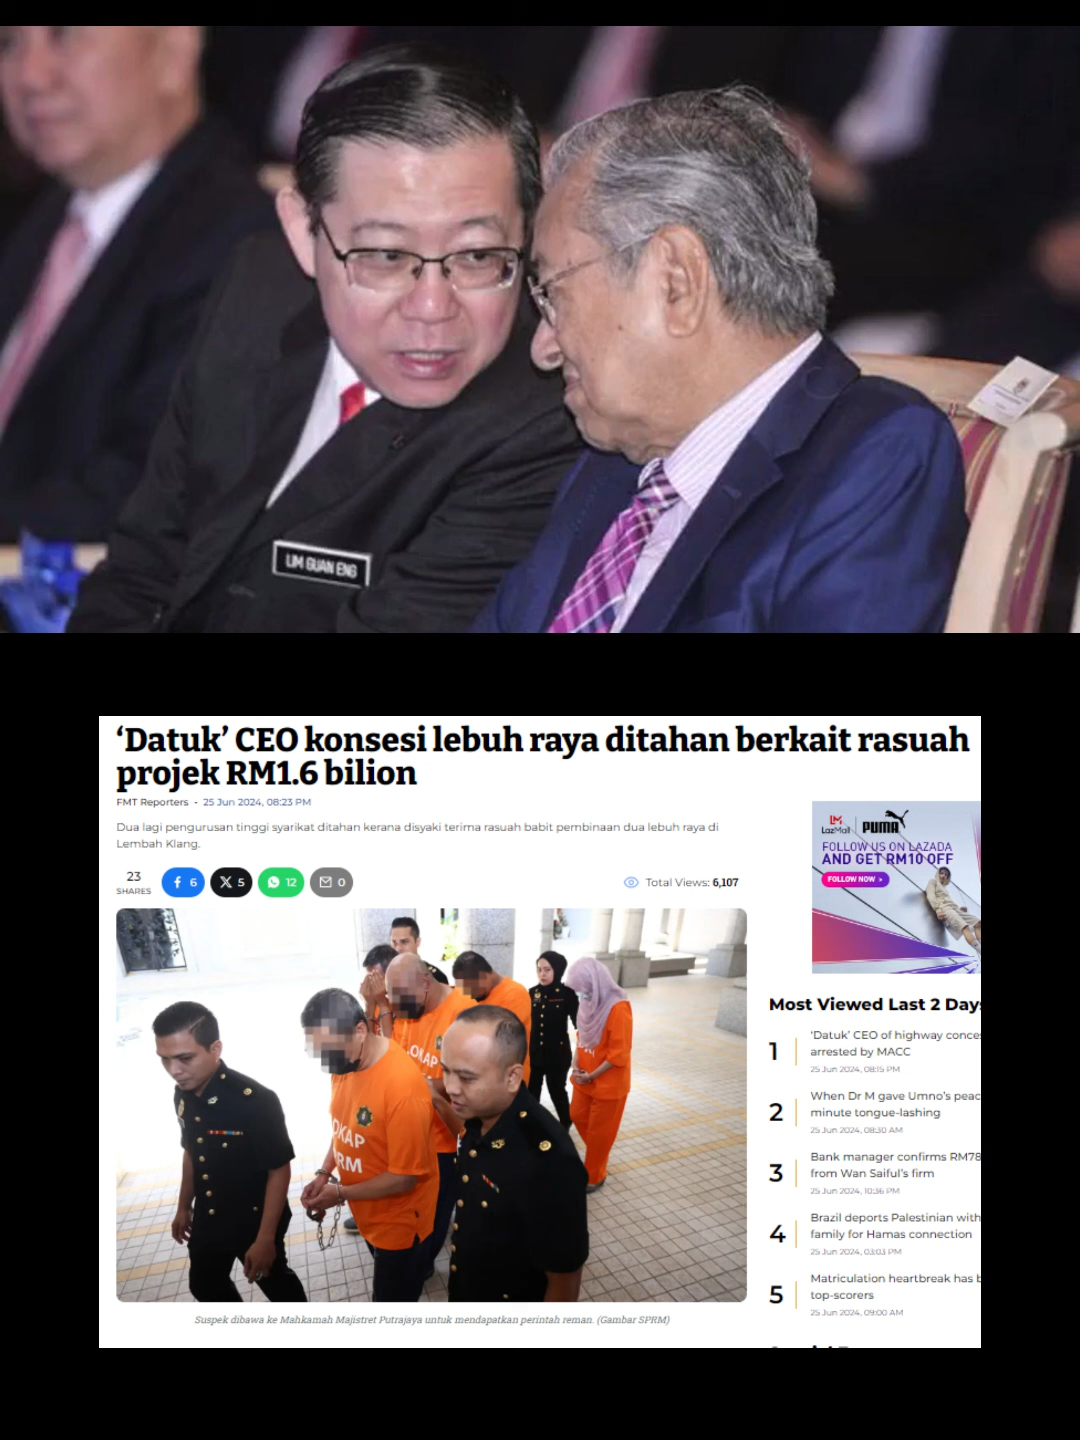 LIM GUAN ENG
‘Datuk’ CEO konsesi lebuh raya ditahan berkait rasuah
projek RM1.6 bilion
FMT Reporters - 25 Jun 2024, 08:23 PM
Dua lagi pengurusan tinggi syarikat ditahan kerana disyaki terima rasuah babit pembinaan dua lebuh raya di
Lembah Klang.
23
SHARES
6
5
12
0
Total Views: 6,107
LOKAP
OKAP
RM
Suspek dibawa ke Mahkamah Majistret Putrajaya untuk mendapatkan perintah reman. (Gambar SPRM)
LM
LazMall
PUMA
FOLLOW US ON LAZADA
AND GET RM10 OFF
FOLLOW NOW >
Most Viewed Last 2 Days
1
‘Datuk’ CEO of highway conce
arrested by MACC
25 Jun 2024, 08:15 PM
2
When Dr M gave Umno’s peac
minute tongue-lashing
25 Jun 2024, 08:30 AM
3
Bank manager confirms RM78
from Wan Saiful’s firm
25 Jun 2024, 10:36 PM
4
Brazil deports Palestinian with
family for Hamas connection
25 Jun 2024, 03:03 PM
5
Matriculation heartbreak has b
top-scorers
25 Jun 2024, 09:00 AM